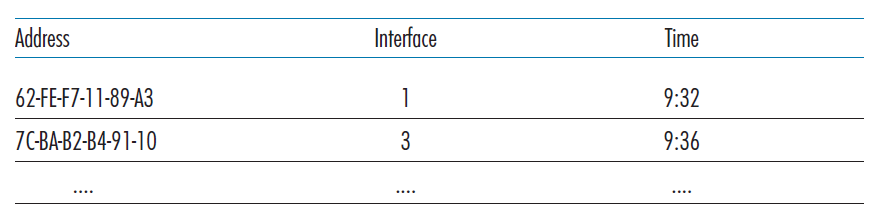 Address Interface Time
62-FE-F7-11-89-A3 1 9:32
7C-BA-B2-B4-91-10 3 9:36
.... .... ....